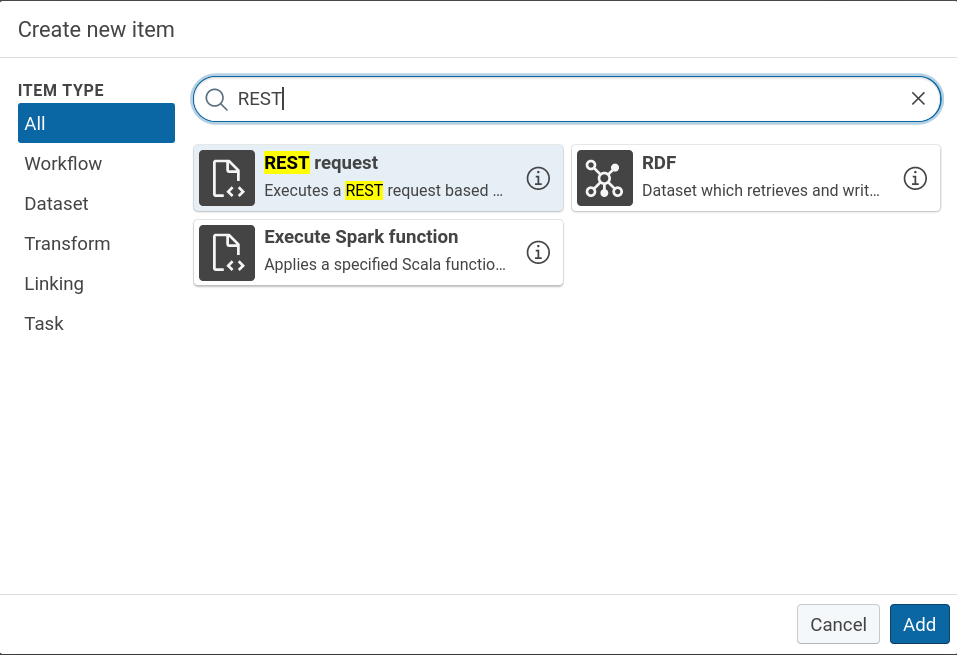 Create new item
ITEM TYPE
All
Workflow
Dataset
Transform
Linking
Task
REST
REST request
Executes a REST request based ...
RDF
Dataset which retrieves and writ...
Execute Spark function
Applies a specified Scala functio...
Cancel
Add